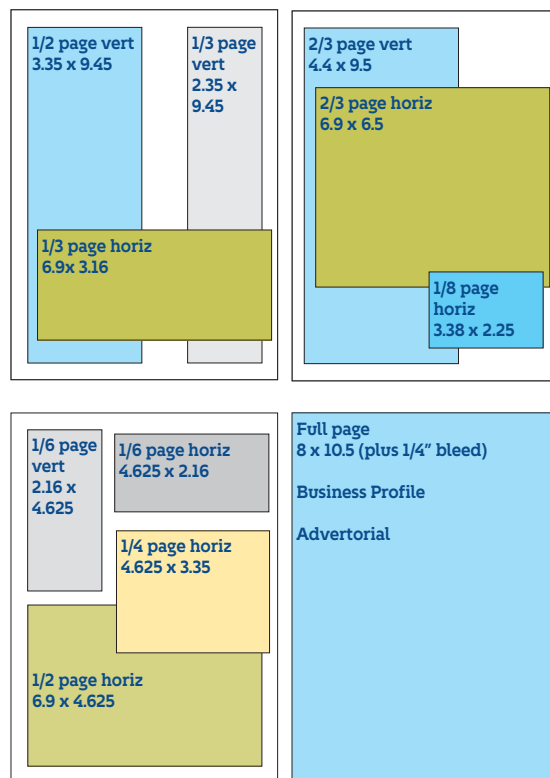 1/2 page vert
3.35 x 9.45
1/3 page
vert
2.35 x
9.45
1/3 page horiz
6.9x 3.16
2/3 page vert
4.4 x 9.5
2/3 page horiz
6.9 x 6.5
1/8 page
horiz
3.38 x 2.25
1/6 page
vert
2.16 x
4.625
1/6 page horiz
4.625 x 2.16
1/4 page horiz
4.625 x 3.35
1/2 page horiz
6.9 x 4.625
Full page
8 x 10.5 (plus 1/4” bleed)
Business Profile
Advertorial